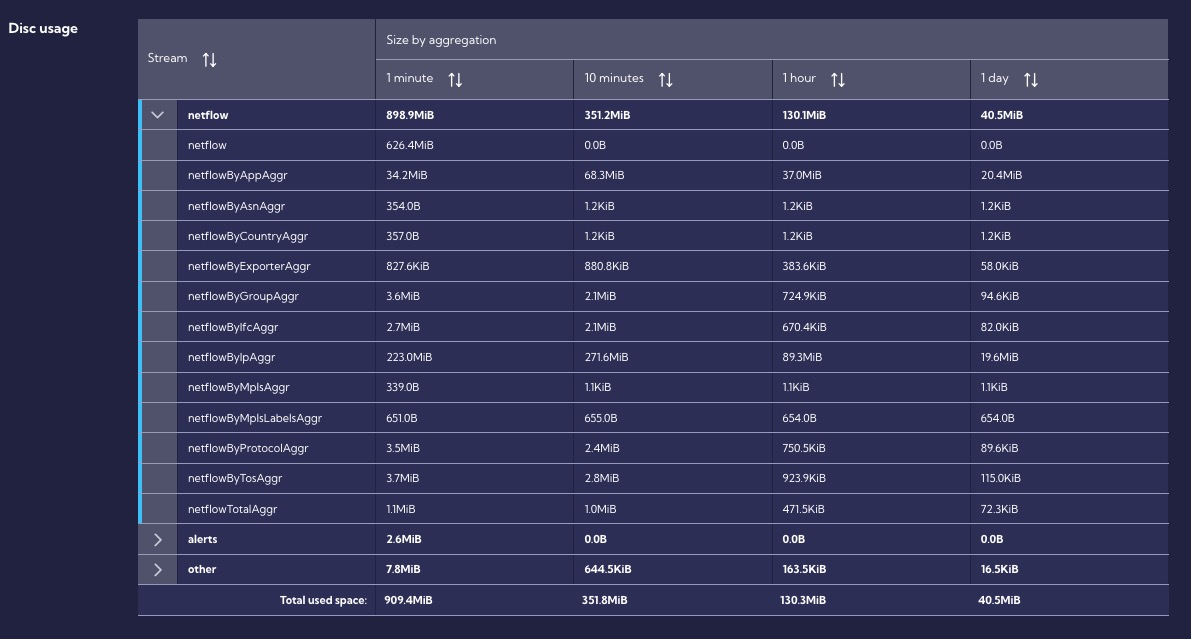 Disc usage
Stream
Size by aggregation
1 minute 10 minutes 1 hour 1 day
netflow 898.9MiB 351.2MiB 130.1MiB 40.5MiB
netflow 626.4MiB 0.0B 0.0B 0.0B
netflowByAppAggr 34.2MiB 68.3MiB 37.0MiB 20.4MiB
netflowByAsnAggr 354.0B 1.2KiB 1.2KiB 1.2KiB
netflowByCountryAggr 357.0B 1.2KiB 1.2KiB 1.2KiB
netflowByExporterAggr 827.6KiB 880.8KiB 383.6KiB 58.0KiB
netflowByGroupAggr 3.6MiB 2.1MiB 724.9KiB 94.6KiB
netflowByIfcAggr 2.7MiB 2.1MiB 670.4KiB 82.0KiB
netflowByIpAggr 223.0MiB 271.6MiB 89.3MiB 19.6MiB
netflowByMplsAggr 339.0B 1.1KiB 1.1KiB 1.1KiB
netflowByMplsLabelsAggr 651.0B 655.0B 654.0B 654.0B
netflowByProtocolAggr 3.5MiB 2.4MiB 750.5KiB 89.6KiB
netflowByTosAggr 3.7MiB 2.8MiB 923.9KiB 115.0KiB
netflowTotalAggr 1.1MiB 1.0MiB 471.5KiB 72.3KiB
alerts 2.6MiB 0.0B 0.0B 0.0B
other 7.8MiB 644.5KiB 163.5KiB 16.5KiB
Total used space: 909.4MiB 351.8MiB 130.3MiB 40.5MiB